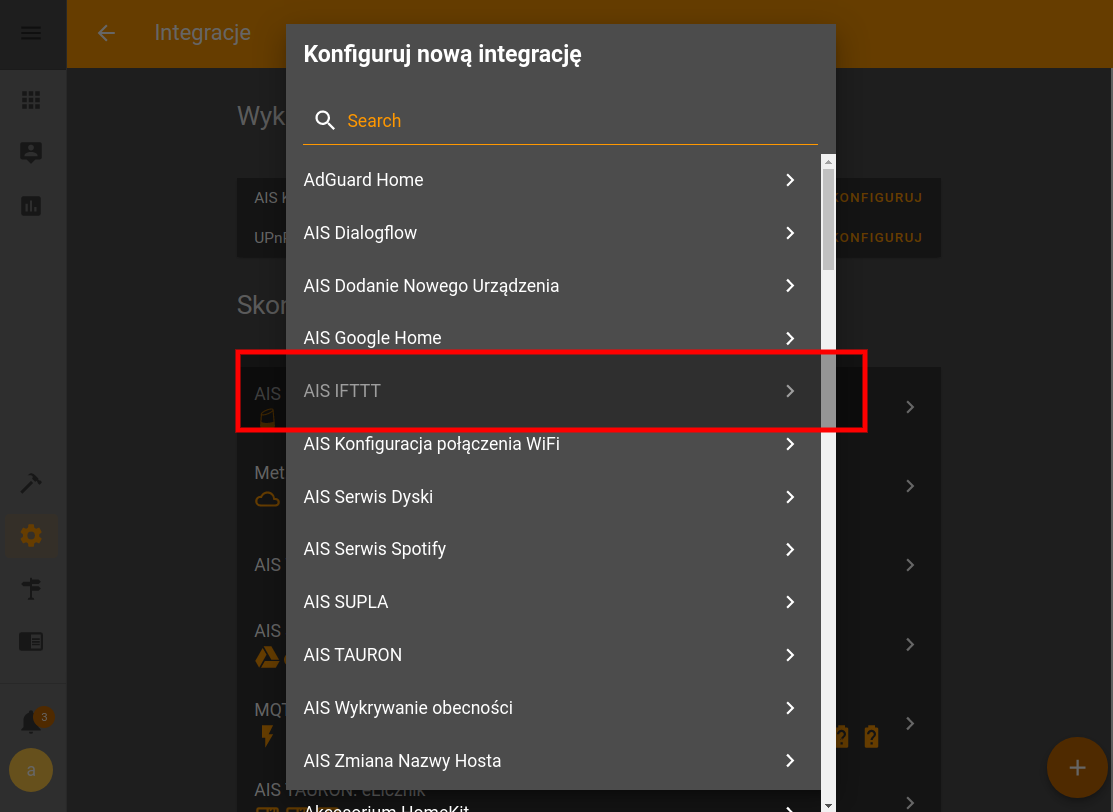 Integracje
Konfiguruj nową integrację
Wyk
Search
AdGuard Home
AIS
KONFIGURUJ
AIS Dialogflow
UPnP
KONFIGURUJ
AIS Dodanie Nowego Urządzenia
Skon
AIS Google Home
AIS
AIS IFTTT
AIS Konfiguracja połączenia WiFi
Met
AIS Serwis Dyski
AIS Serwis Spotify
AIS
AIS SUPLA
AIS
AIS TAURON
AIS Wykrywanie obecności
MQT
3
AIS Zmiana Nazwy Hosta
a
AIS TAURON: eLicznik
Akcesorium HomeKit